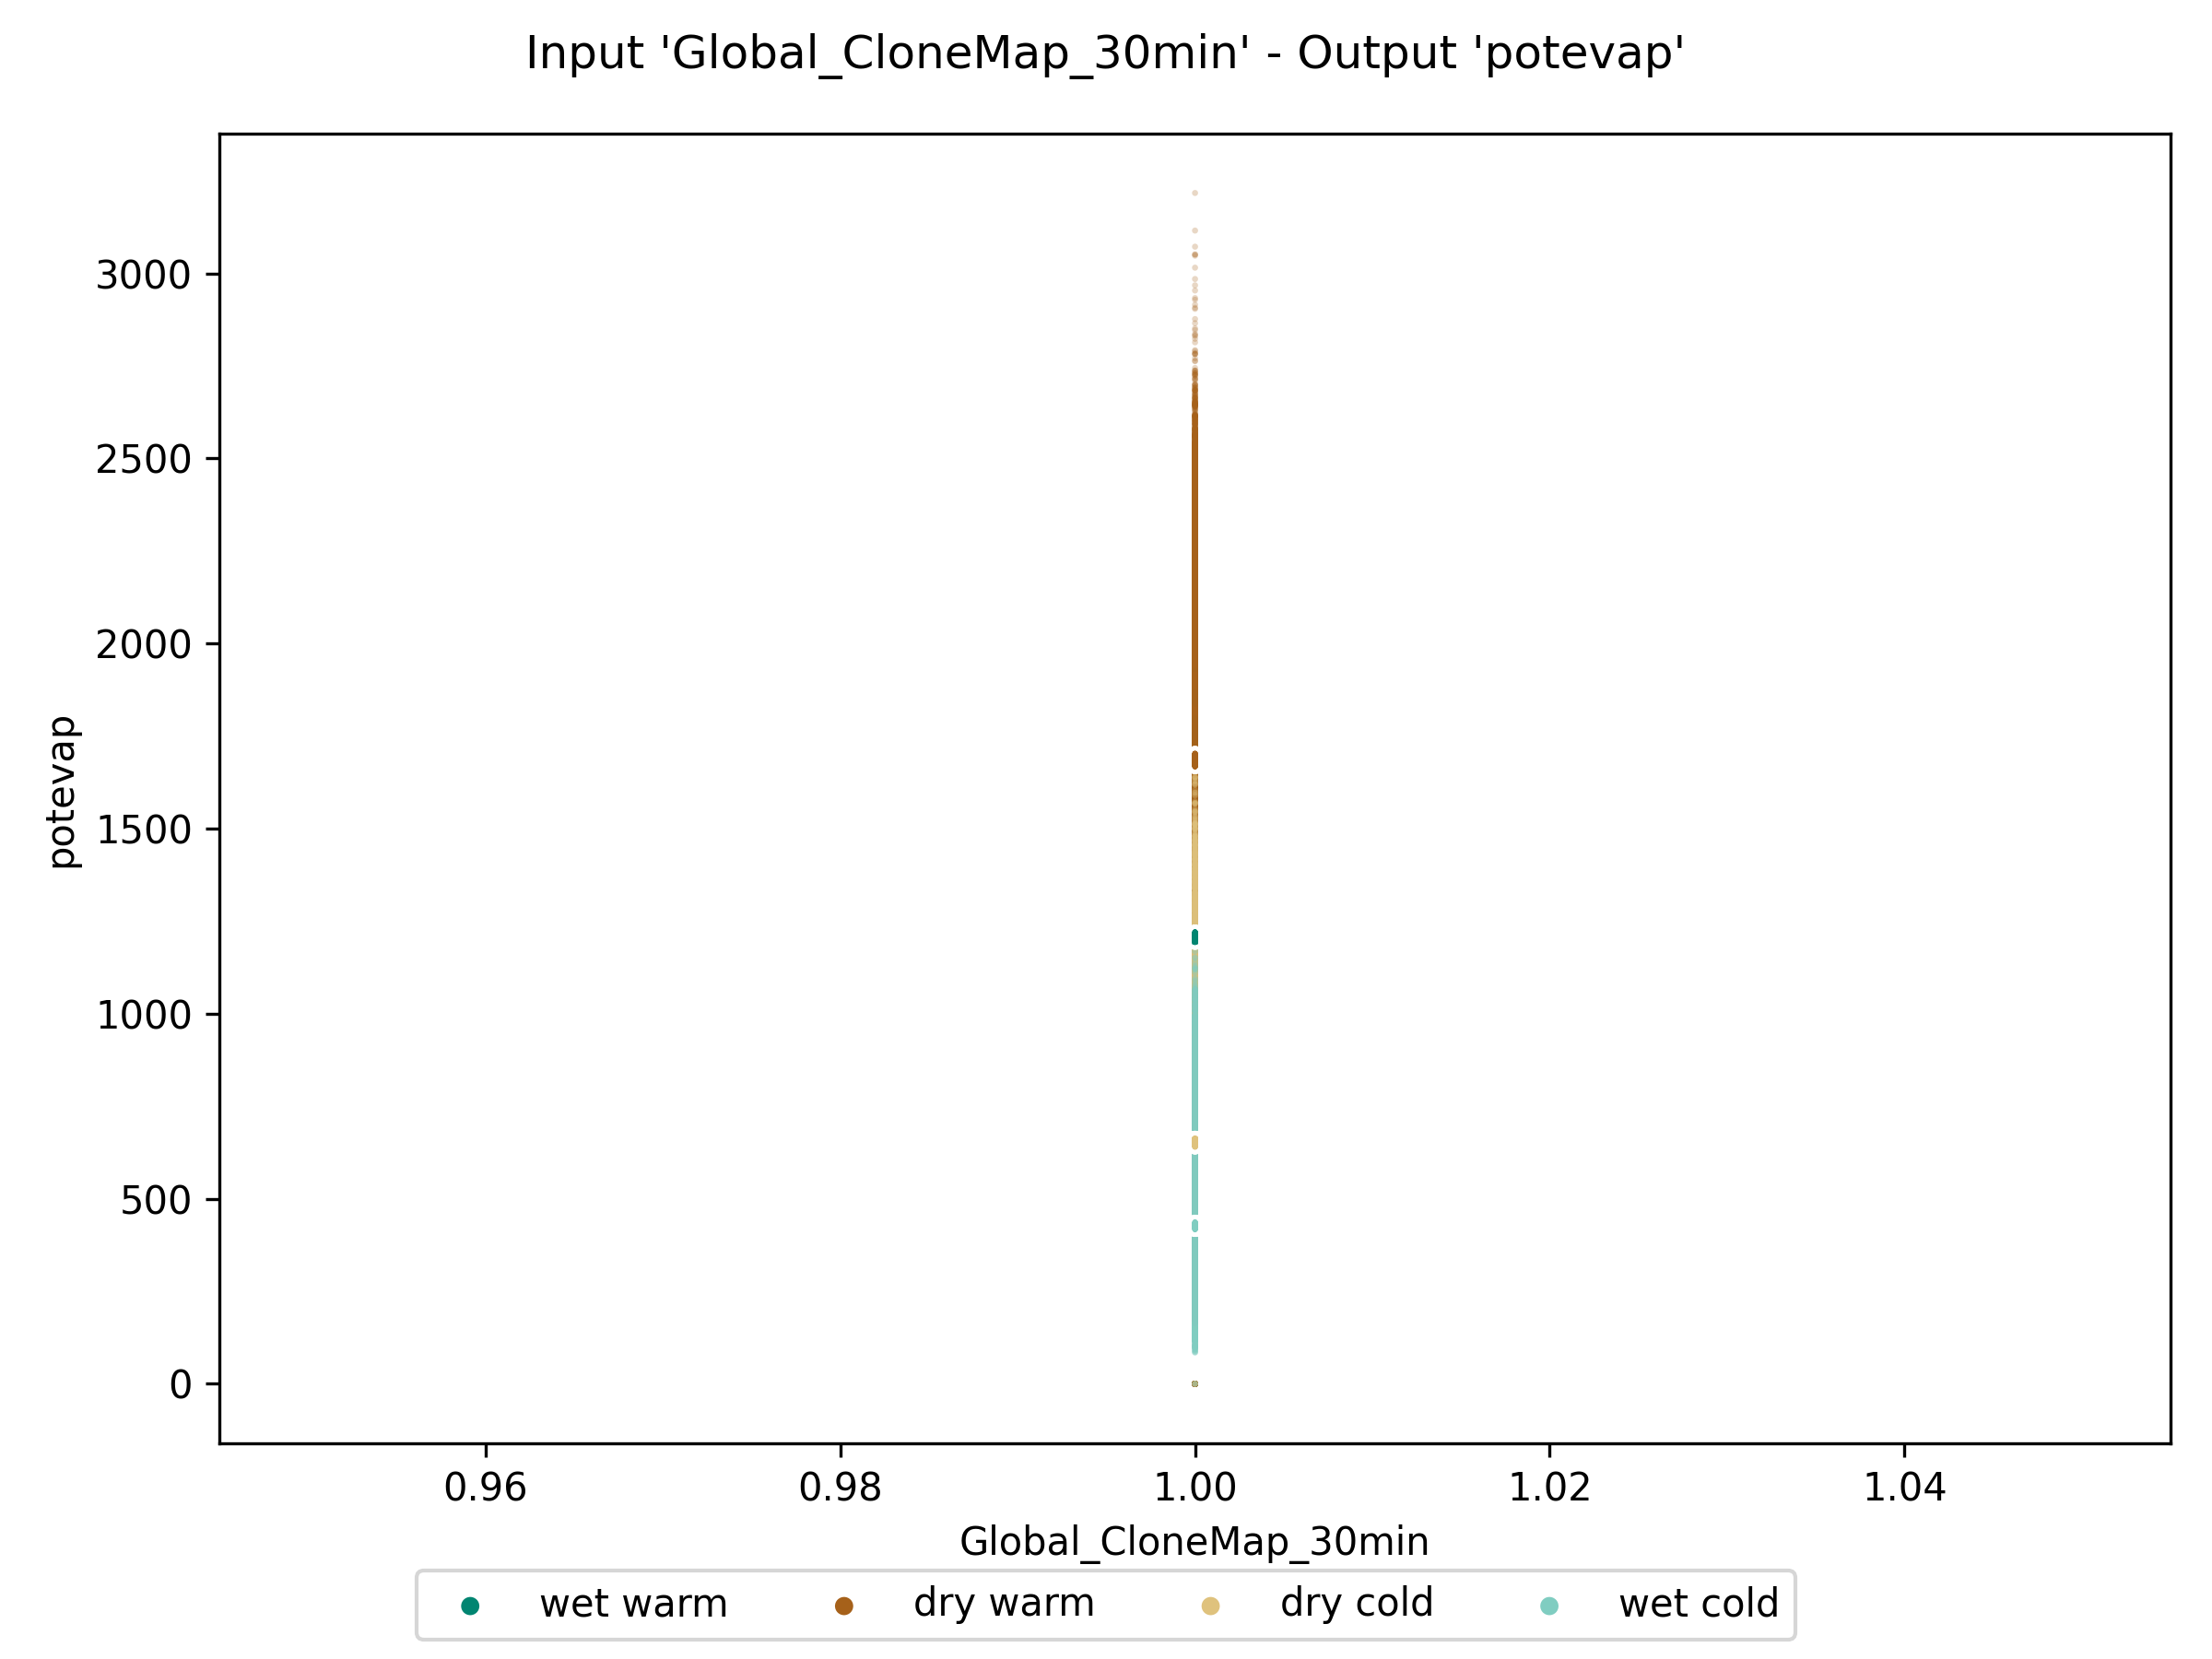 Input 'Global_CloneMap_30min' - Output 'potevap'
3000
2500
2000
1500
1000
500
0
potevap
0.96 0.98 1.00 1.02 1.04
Global_CloneMap_30min
wet warm dry warm dry cold wet cold